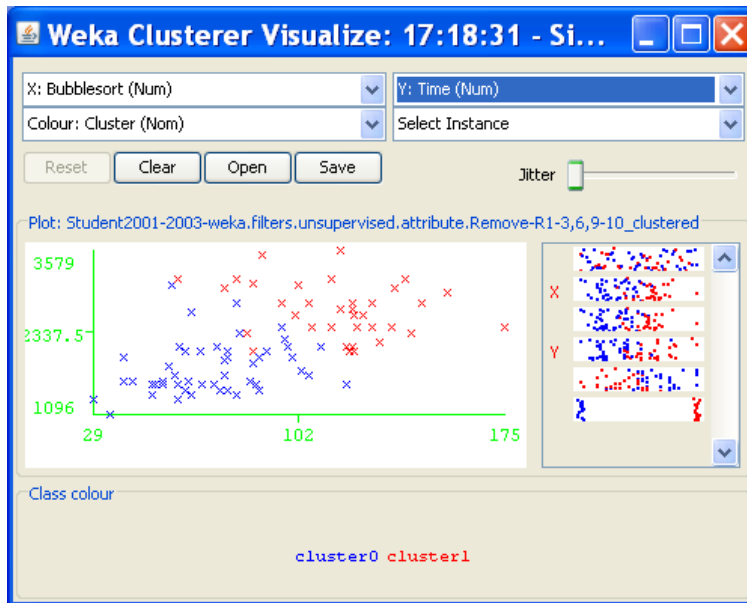 Weka Clusterer Visualize: 17:18:31 - Si...
X: Bubblesort (Num) Y: Time (Num)
Colour: Cluster (Nom) Select Instance
Reset Clear Open Save Jitter
Plot: Student2001-2003-weka.filters.unsupervised.attribute.Remove-R1-3,6,9-10_clustered
3579
2337.5
1096
29 102 175
X
Y
Class colour
cluster0 cluster1